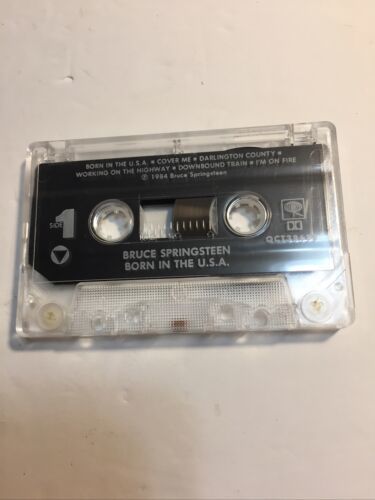 BORN IN THE U.S.A. • COVER ME • DARLINGTON COUNTY •
WORKING ON THE HIGHWAY • DOWNBOUND TRAIN • I'M ON FIRE
℗ 1984 Bruce Springsteen
SIDE 1
BRUCE SPRINGSTEEN
BORN IN THE U.S.A.